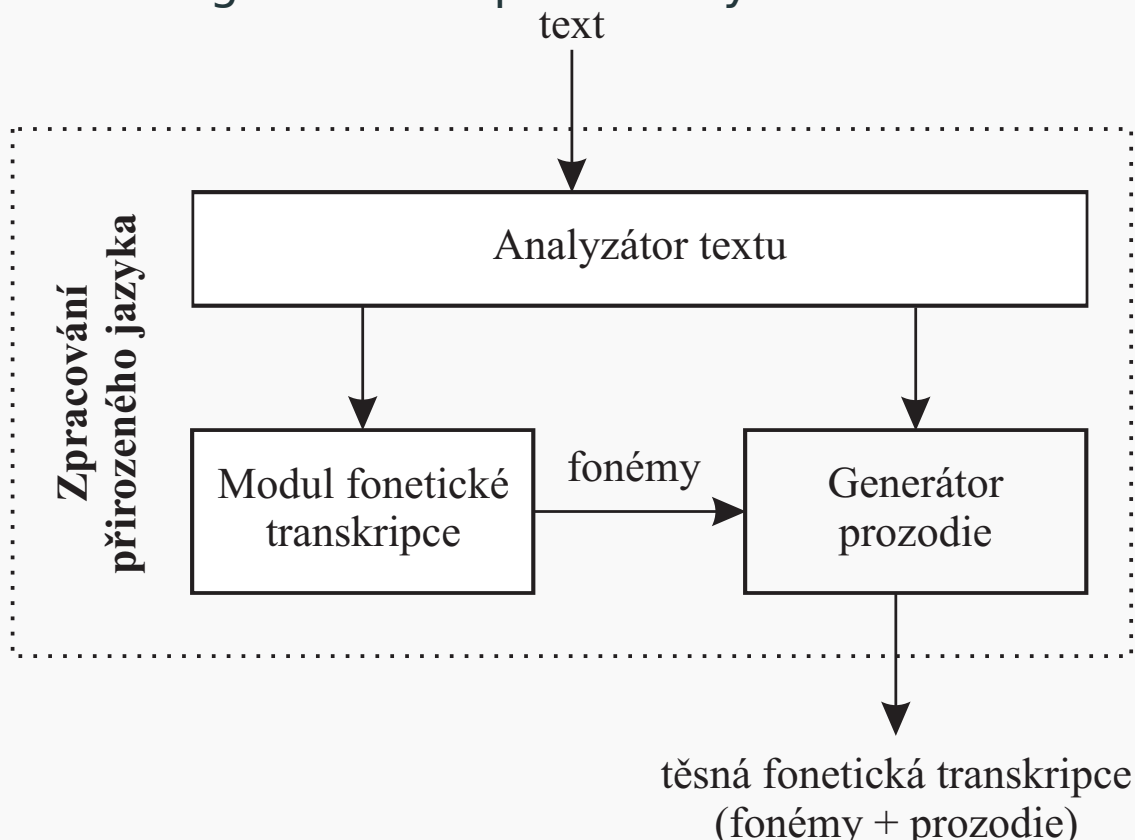 text
Analyzátor textu
Zpracování
přirozeného jazyka
Modul fonetické
transkripce
fonémy
Generátor
prozodie
těsná fonetická transkripce
(fonémy + prozodie)